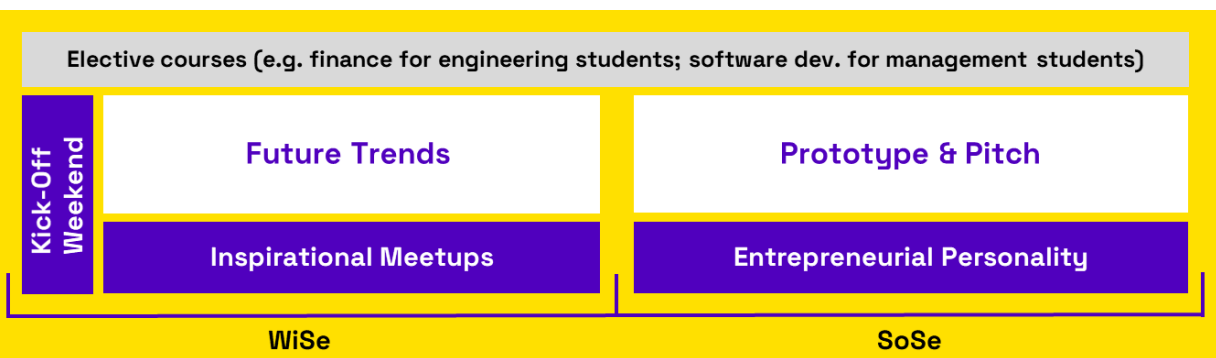 Elective courses (e.g. finance for engineering students; software dev. for management students)
Kick-Off
Weekend
Future Trends
Prototype & Pitch
Inspirational Meetups
Entrepreneurial Personality
WiSe
SoSe